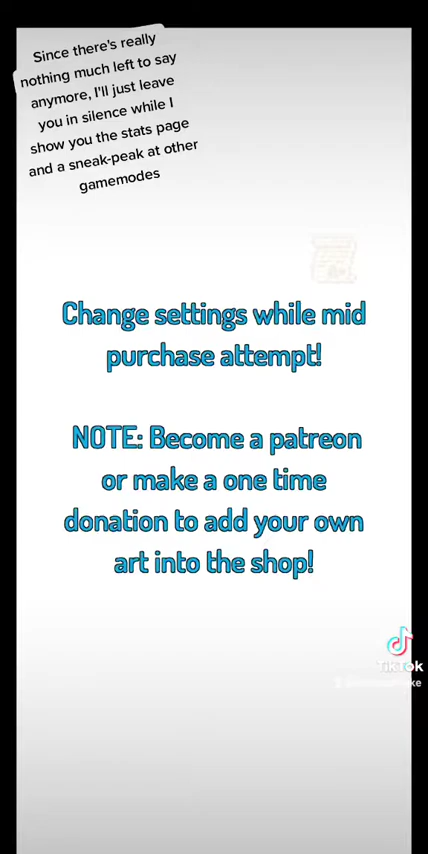 Since there's really
nothing much left to say
anymore, I'll just leave
you in silence while I
show you the stats page
and a sneak-peak at other
gamemodes
Change settings while mid
purchase attempt!
NOTE: Become a patreon
or make a one time
donation to add your own
art into the shop!
TikTok